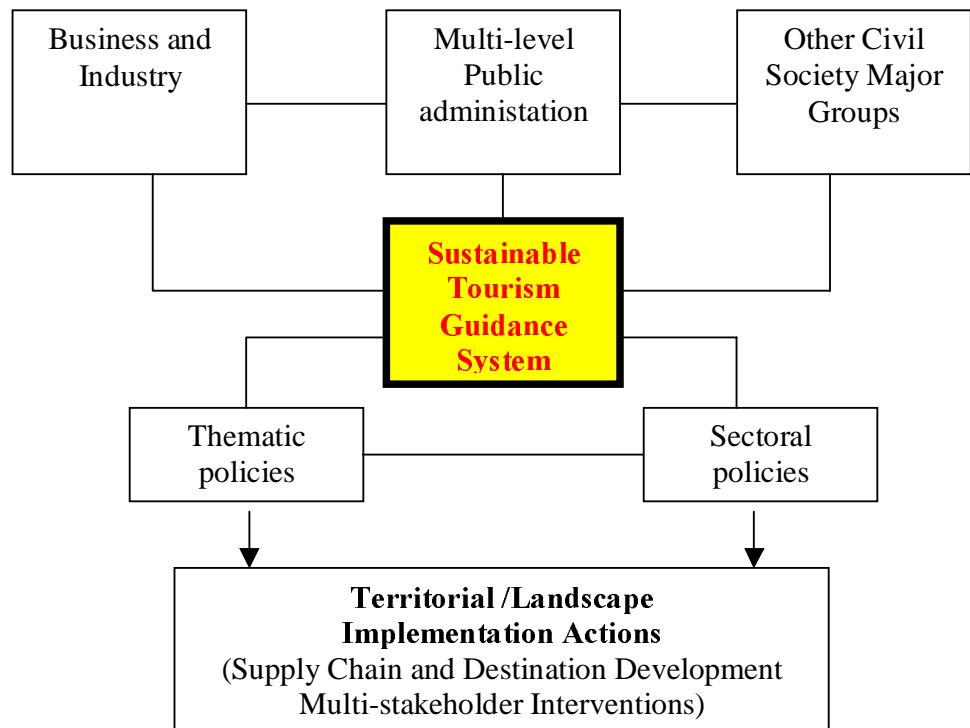 Business and
Industry
Multi-level
Public
administation
Other Civil
Society Major
Groups
Sustainable
Tourism
Guidance
System
Thematic
policies
Sectoral
policies
Territorial /Landscape
Implementation Actions
(Supply Chain and Destination Development
Multi-stakeholder Interventions)